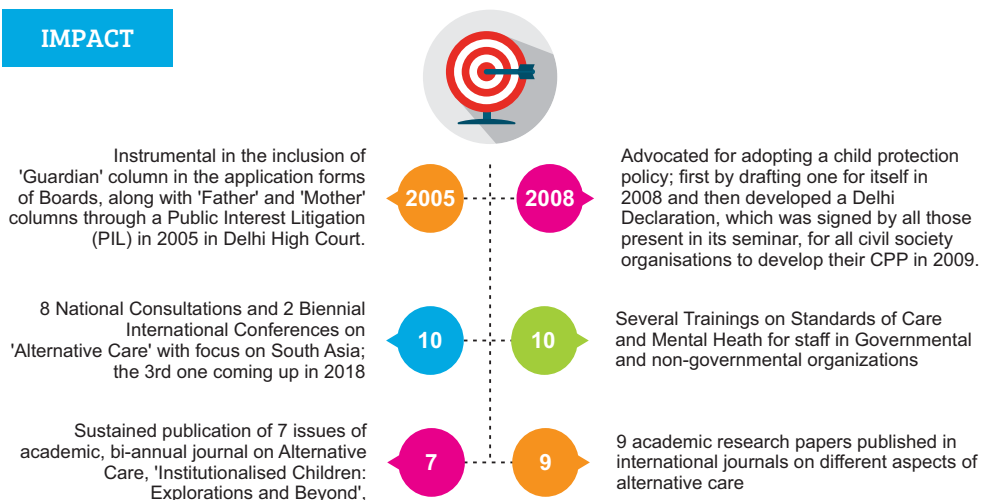 IMPACT
Instrumental in the inclusion of
'Guardian' column in the application forms
of Boards, along with 'Father' and 'Mother'
columns through a Public Interest Litigation
(PIL) in 2005 in Delhi High Court.
2005
2008
Advocated for adopting a child protection
policy; first by drafting one for itself in
2008 and then developed a Delhi
Declaration, which was signed by all those
present in its seminar, for all civil society
organisations to develop their CPP in 2009.
8 National Consultations and 2 Biennial
International Conferences on
'Alternative Care' with focus on South Asia;
the 3rd one coming up in 2018
10
10
Several Trainings on Standards of Care
and Mental Heath for staff in Governmental
and non-governmental organizations
Sustained publication of 7 issues of
academic, bi-annual journal on Alternative
Care, 'Institutionalised Children:
Explorations and Beyond',
7
9
9 academic research papers published in
international journals on different aspects of
alternative care